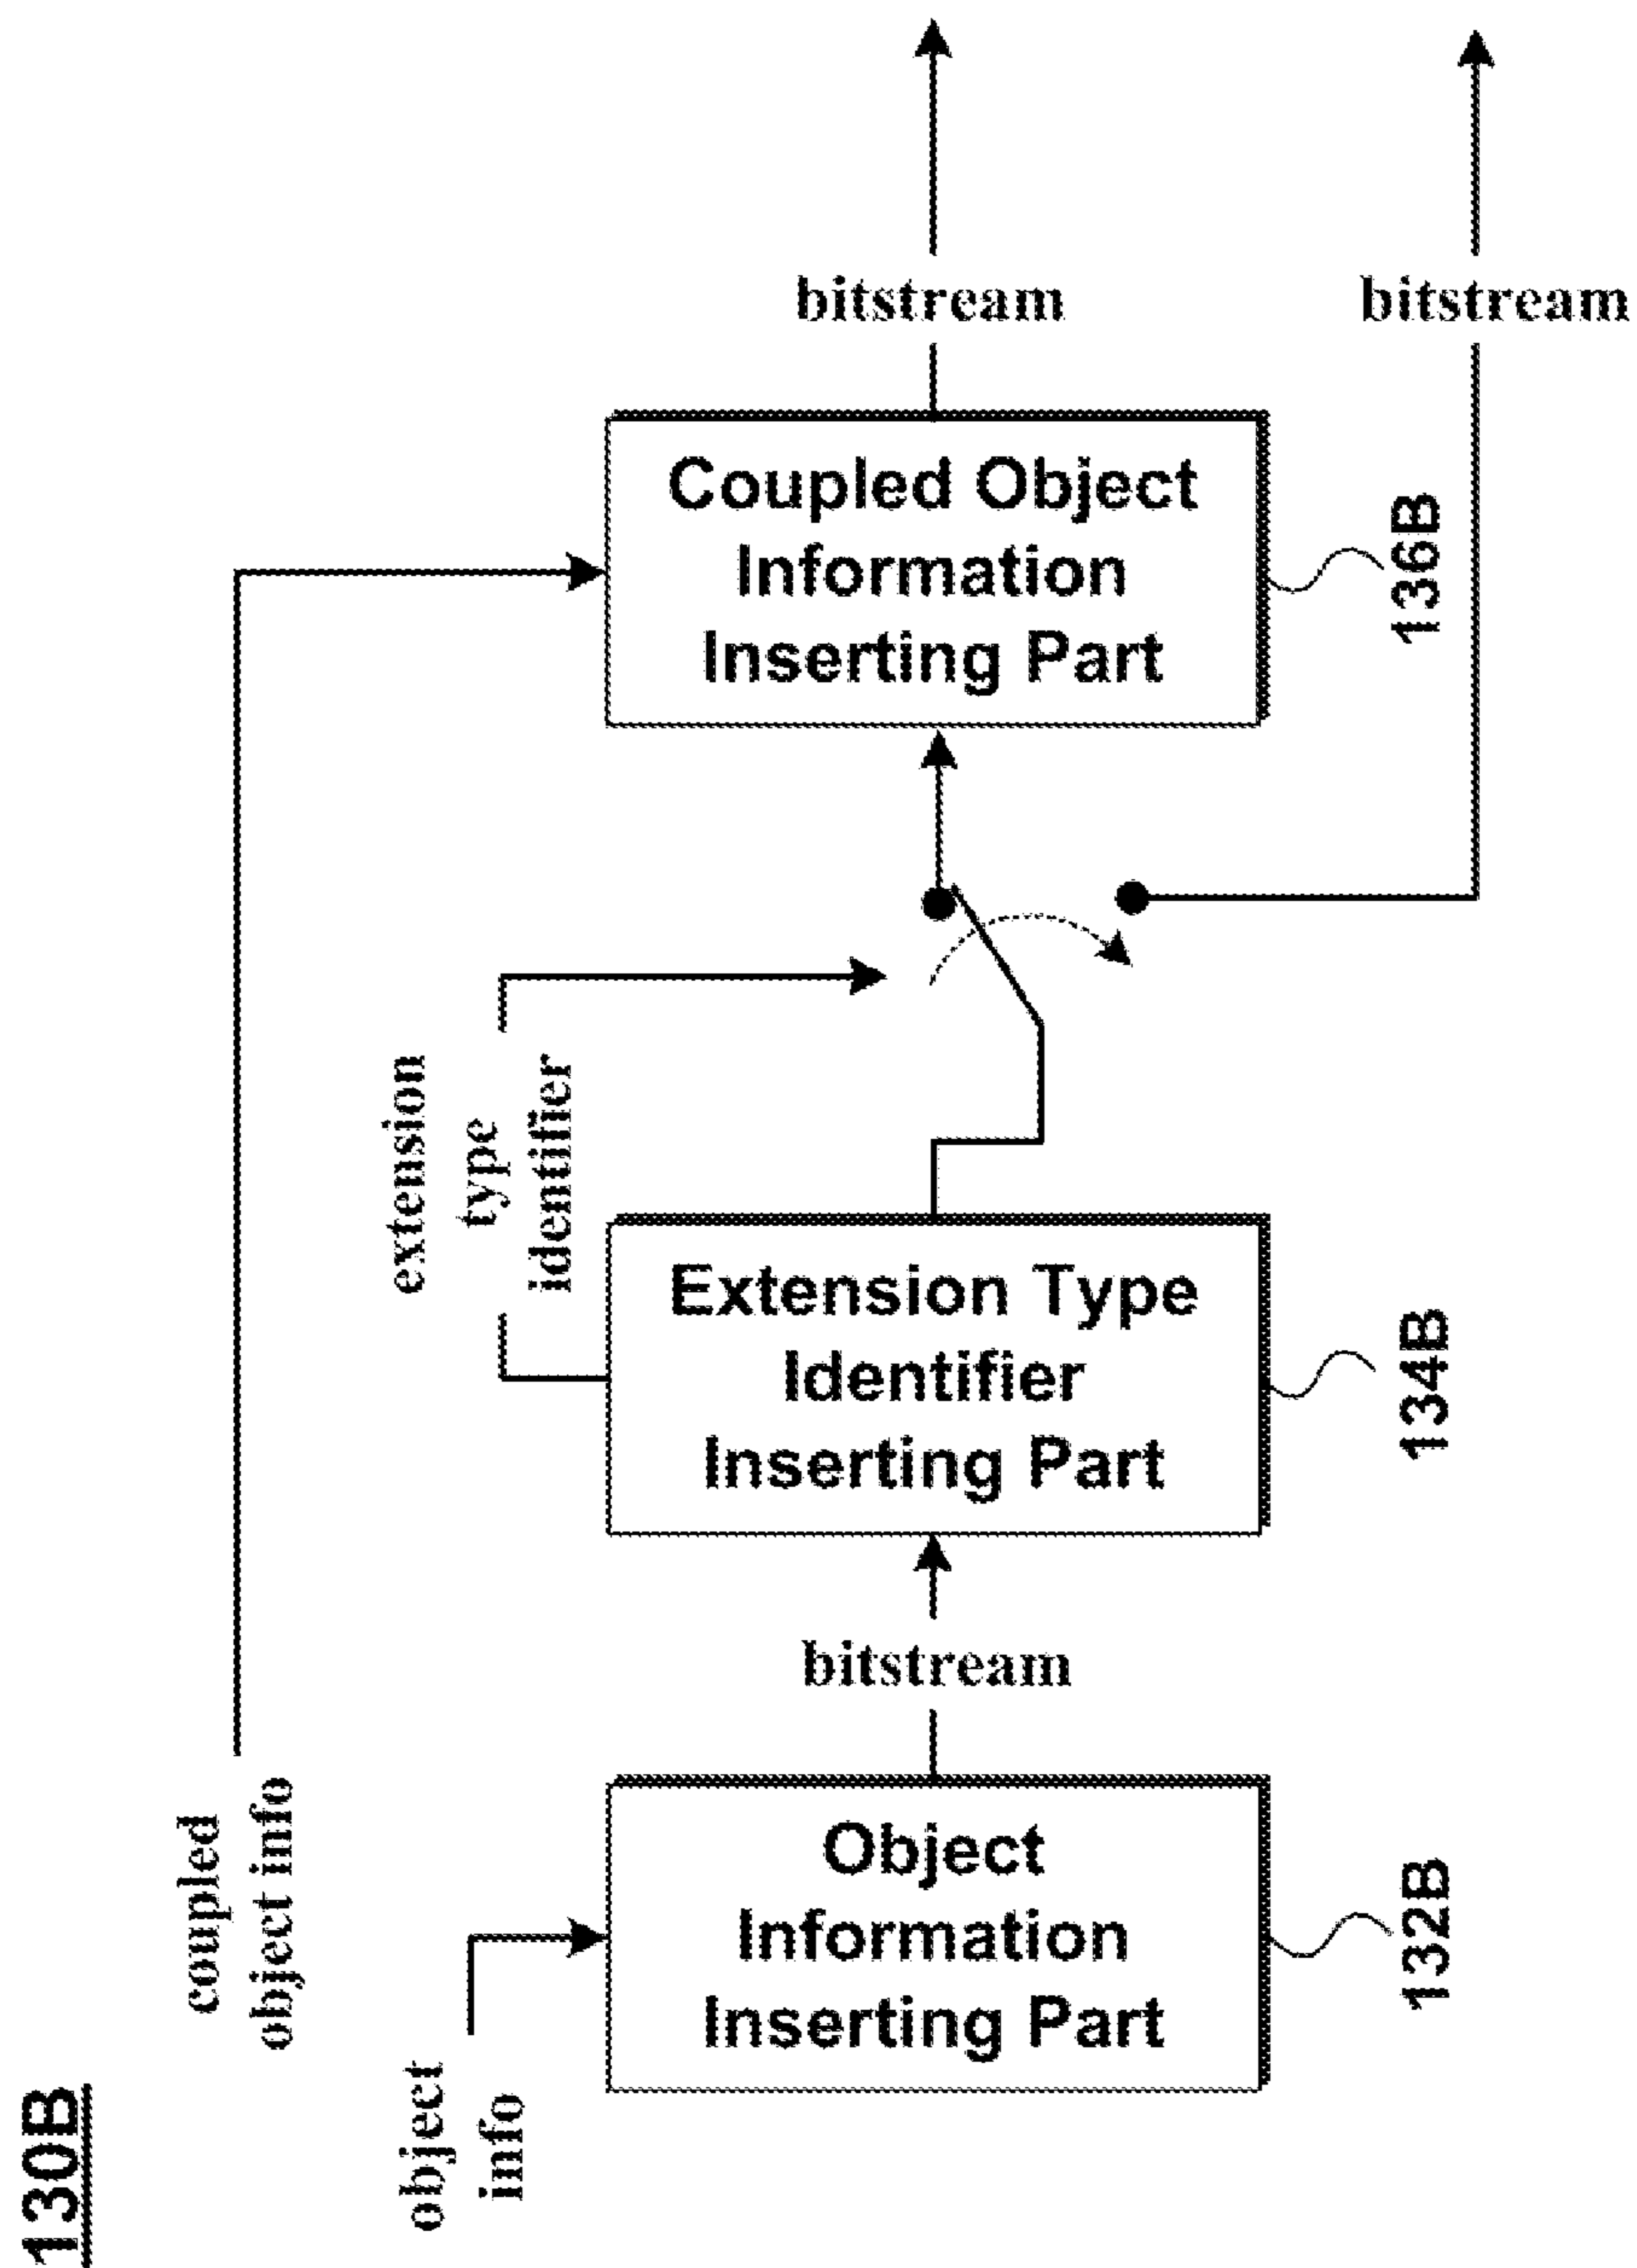 130B
bitstream
bitstream
Coupled Object
Information
Inserting Part
136B
extension
type
identifier
Extension Type
Identifier
Inserting Part
134B
bitstream
coupled
object info
Object
Information
Inserting Part
132B
object
info